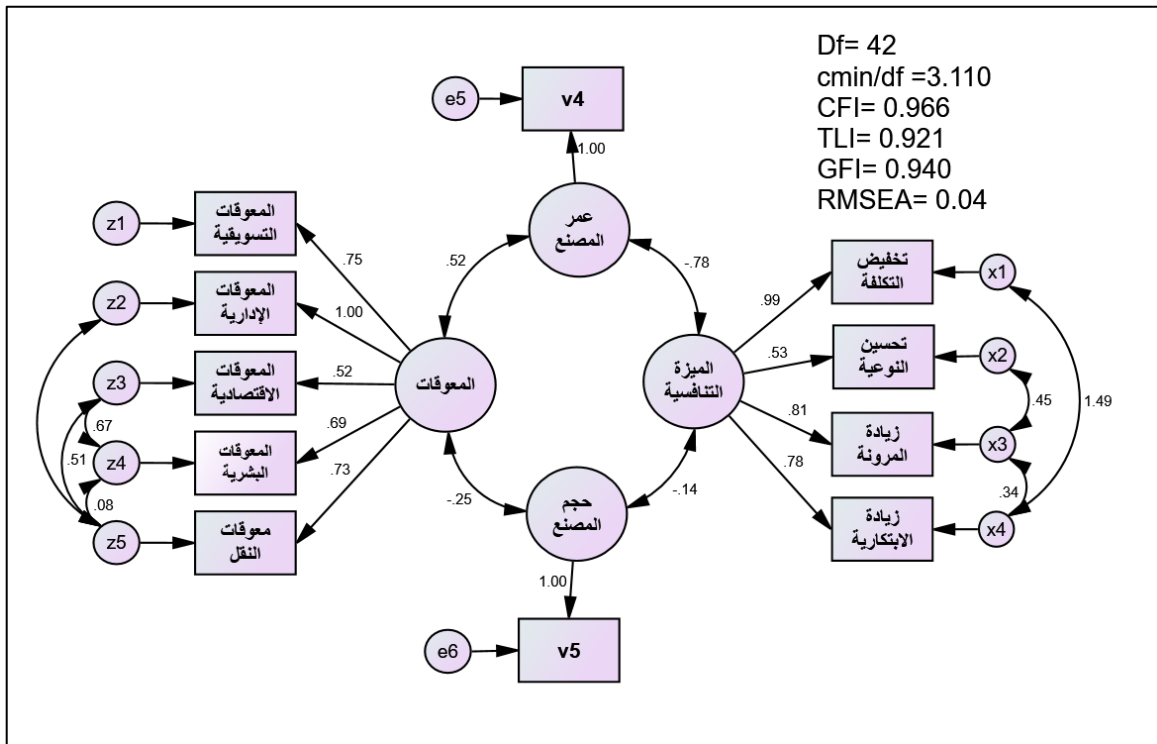 Df= 42
cmin/df =3.110
CFI= 0.966
TLI= 0.921
GFI= 0.940
RMSEA= 0.04
e5
v4
1.00
عمر
المصنع
.52
-.78
z1
المعوقات
التسويقية
.75
z2
المعوقات
الإدارية
1.00
z3
المعوقات
الاقتصادية
.52
.67
z4
المعوقات
البشرية
.69
.51
.08
z5
معوقات
النقل
.73
المعوقات
الميزة
التنافسية
.99
تخفيض
التكلفة
x1
.53
تحسين
النوعية
x2
.45
1.49
.81
زيادة
المرونة
x3
.34
.78
زيادة
الابتكارية
x4
-.25
-.14
حجم
المصنع
1.00
e6
v5